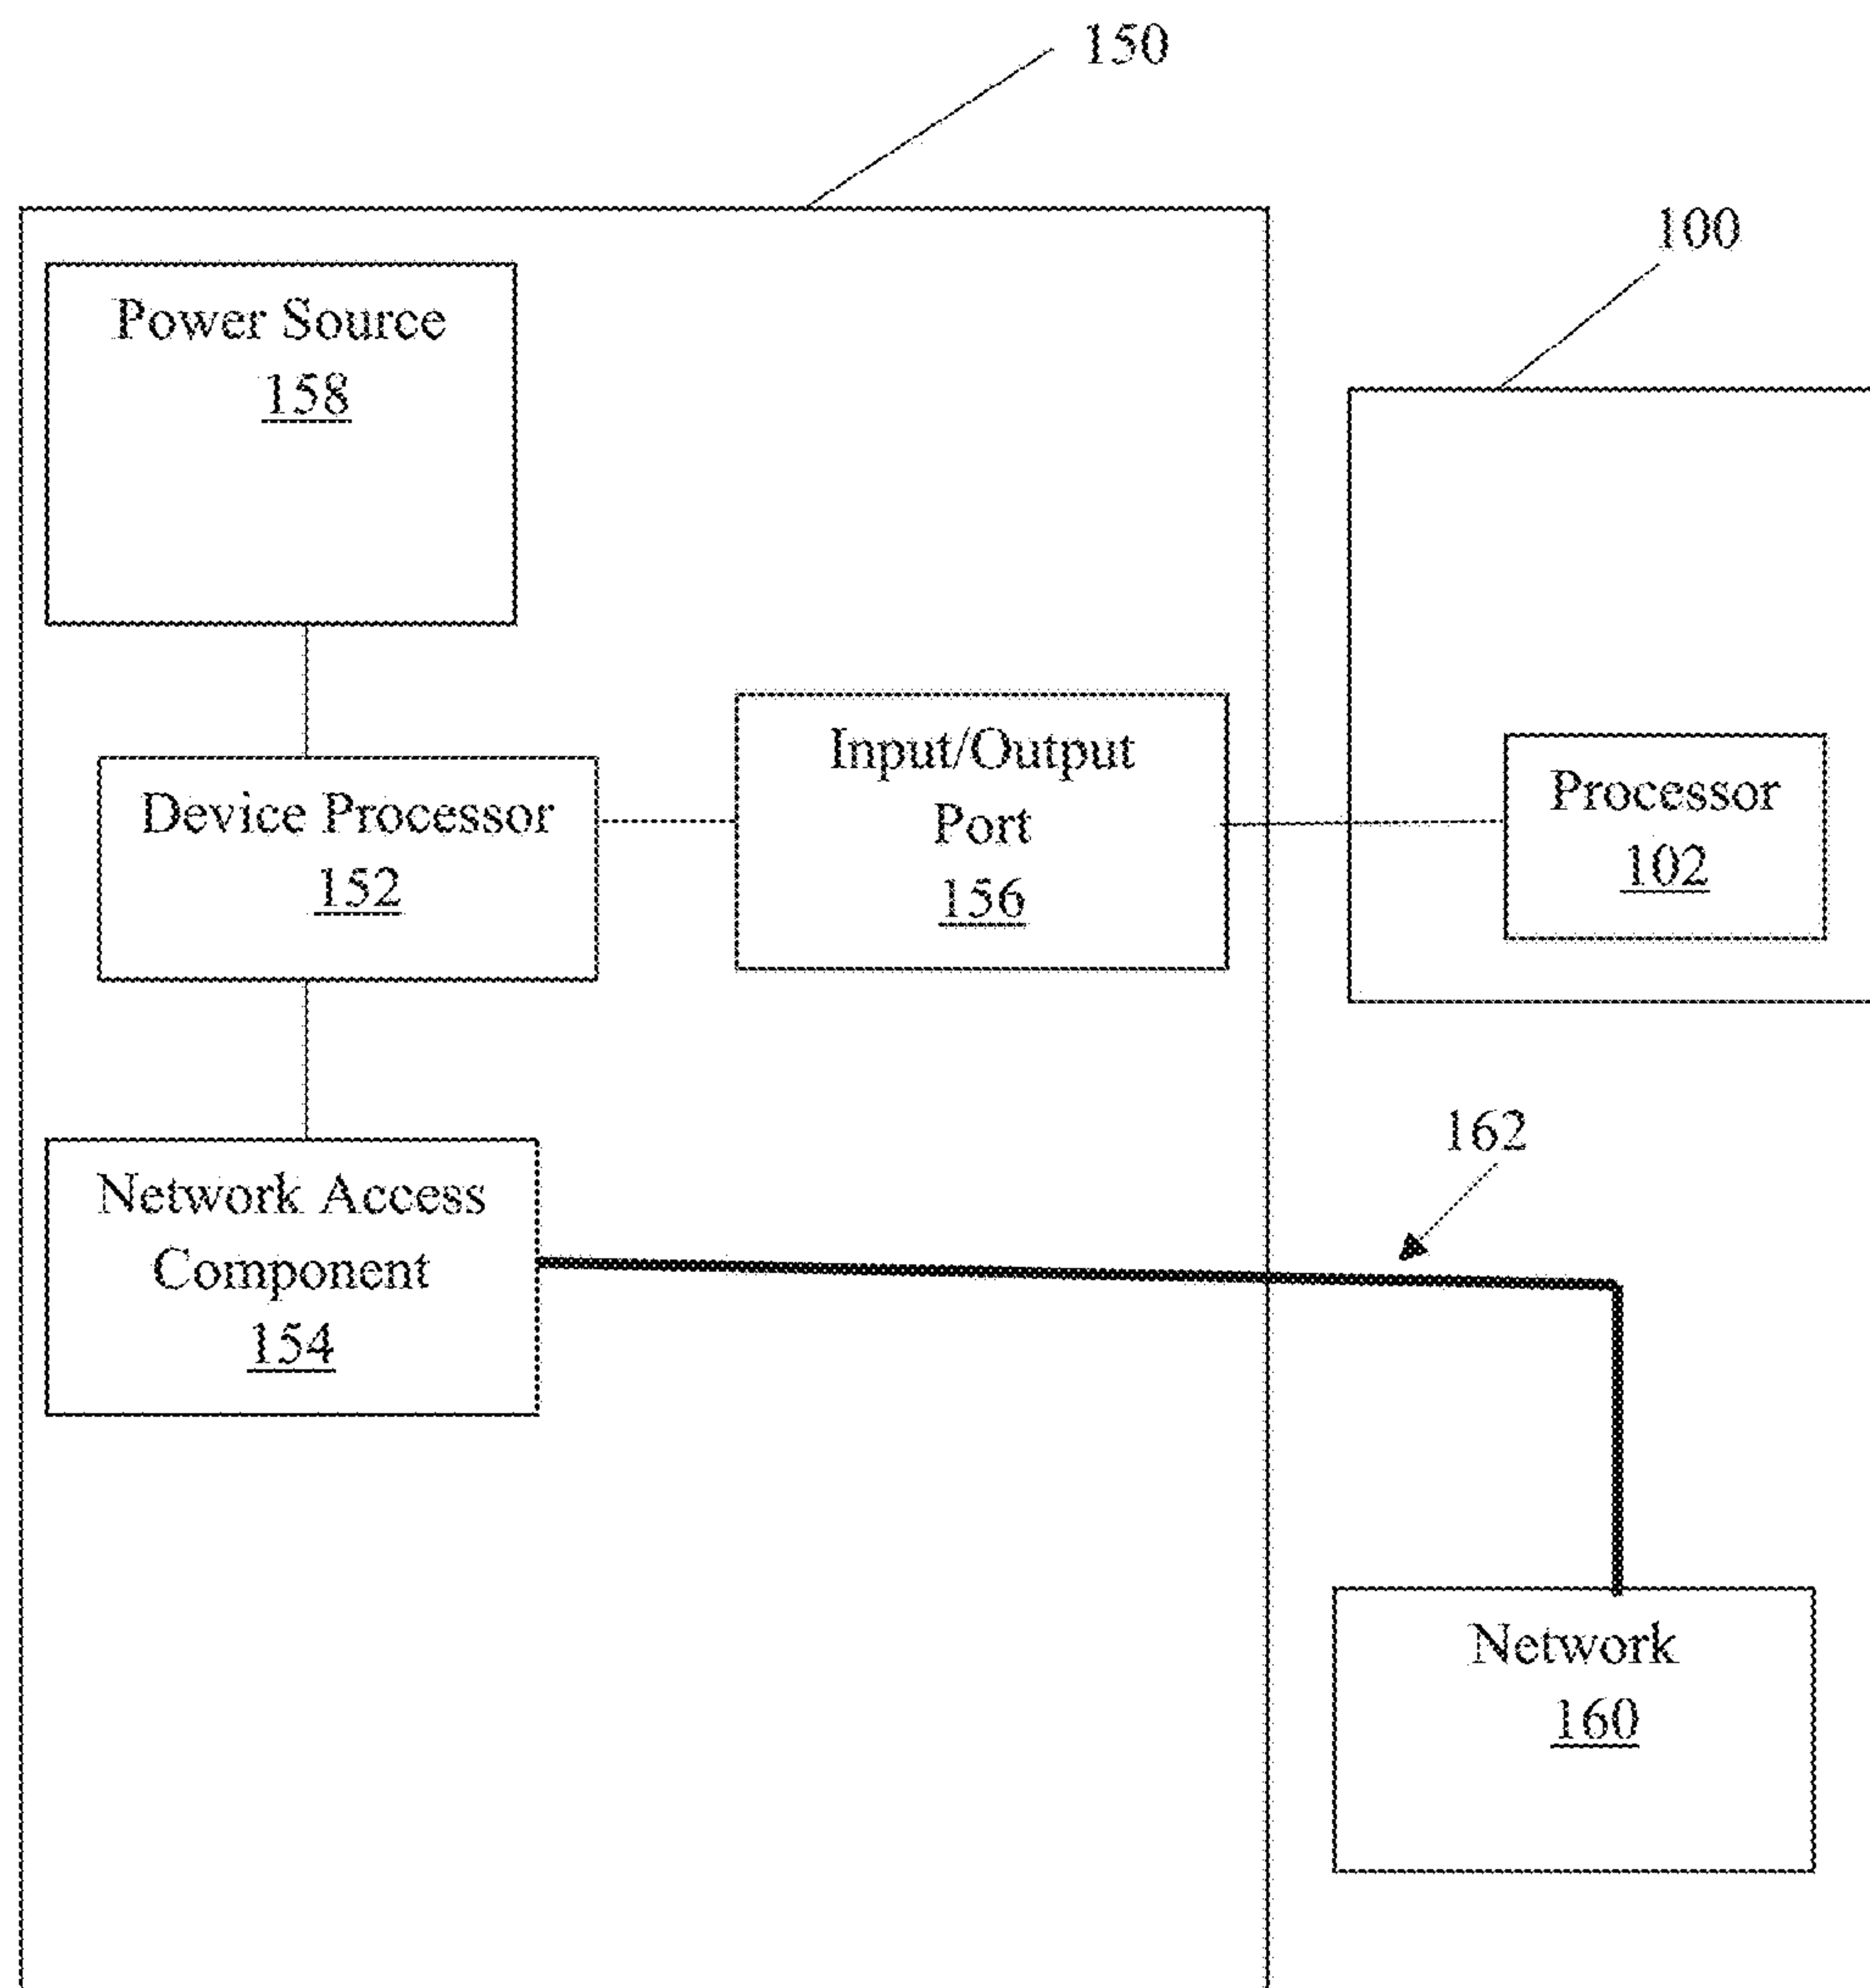 150
100
Power Source
158
Input/Output
Port
156
Device Processor
152
Processor
102
162
Network Access
Component
154
Network
160